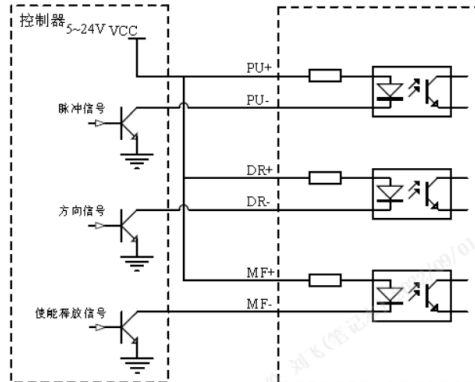 控制器
5~24V VCC
PU+
脉冲信号
PU-
DR+
方向信号
DR-
MF+
使能释放信号
MF-